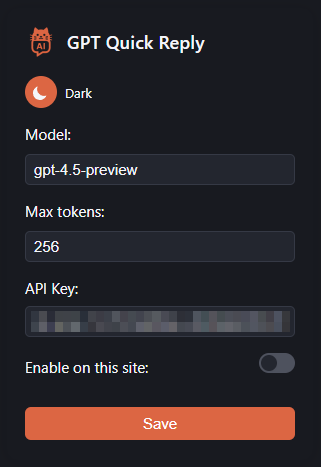 AI
GPT Quick Reply
Dark
Model:
gpt-4.5-preview
Max tokens:
256
API Key:
Enable on this site:
Save